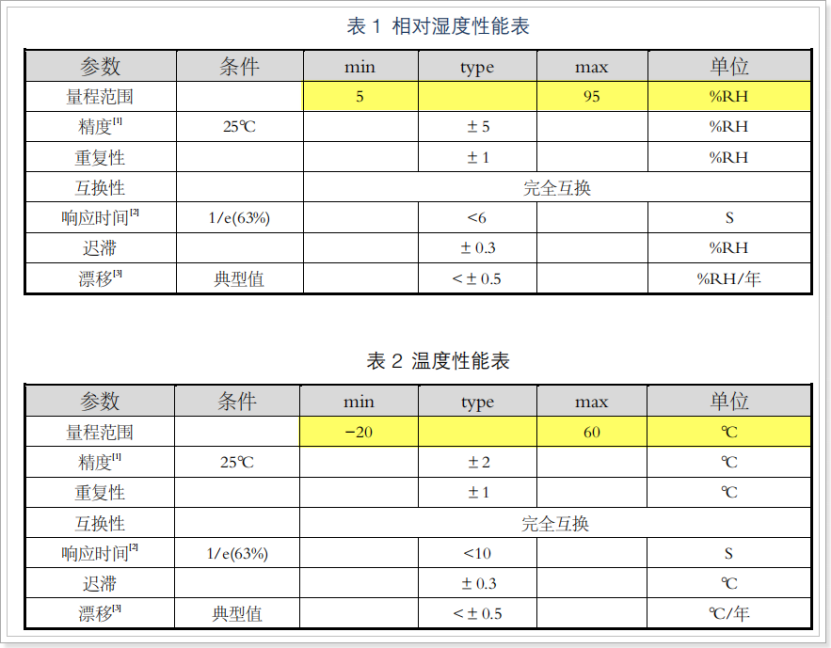 表 1 相对湿度性能表
参数 条件 min type max 单位
量程范围 5 95 %RH
精度[1] 25℃ ±5 %RH
重复性 ±1 %RH
互换性 完全互换
响应时间[2] 1/e(63%) <6 S
迟滞 ±0.3 %RH
漂移[3] 典型值 <±0.5 %RH/年
表 2 温度性能表
参数 条件 min type max 单位
量程范围 −20 60 ℃
精度[1] 25℃ ±2 ℃
重复性 ±1 ℃
互换性 完全互换
响应时间[2] 1/e(63%) <10 S
迟滞 ±0.3 ℃
漂移[3] 典型值 <±0.5 ℃/年